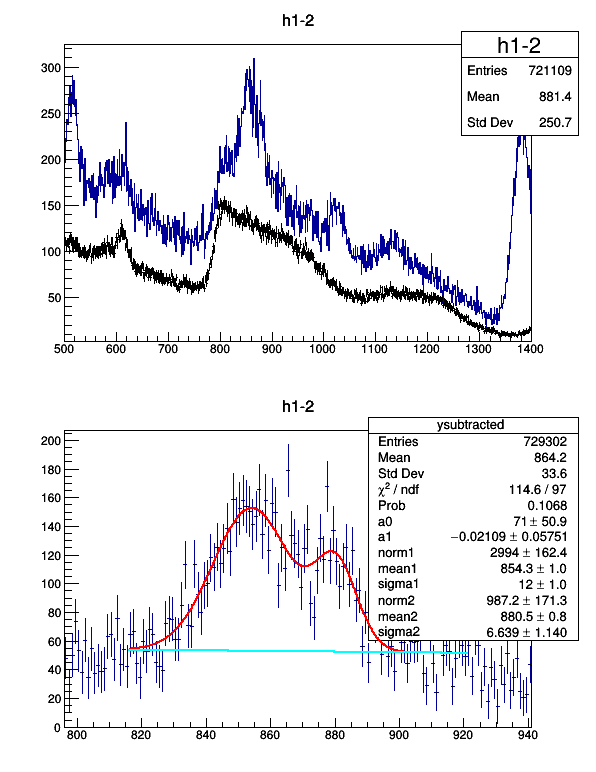 h1-2
h1-2
Entries 721109
Mean 881.4
Std Dev 250.7
300
250
200
150
100
50
500 600 700 800 900 1000 1100 1200 1300 1400
h1-2
ysubtracted
Entries 729302
Mean 864.2
Std Dev 33.6
χ² / ndf 114.6 / 97
Prob 0.1068
a0 71 ± 50.9
a1 −0.02109 ± 0.05751
norm1 2994 ± 162.4
mean1 854.3 ± 1.0
sigma1 12 ± 1.0
norm2 987.2 ± 171.3
mean2 880.5 ± 0.8
sigma2 6.639 ± 1.140
200
180
160
140
120
100
80
60
40
20
0
800 820 840 860 880 900 920 940